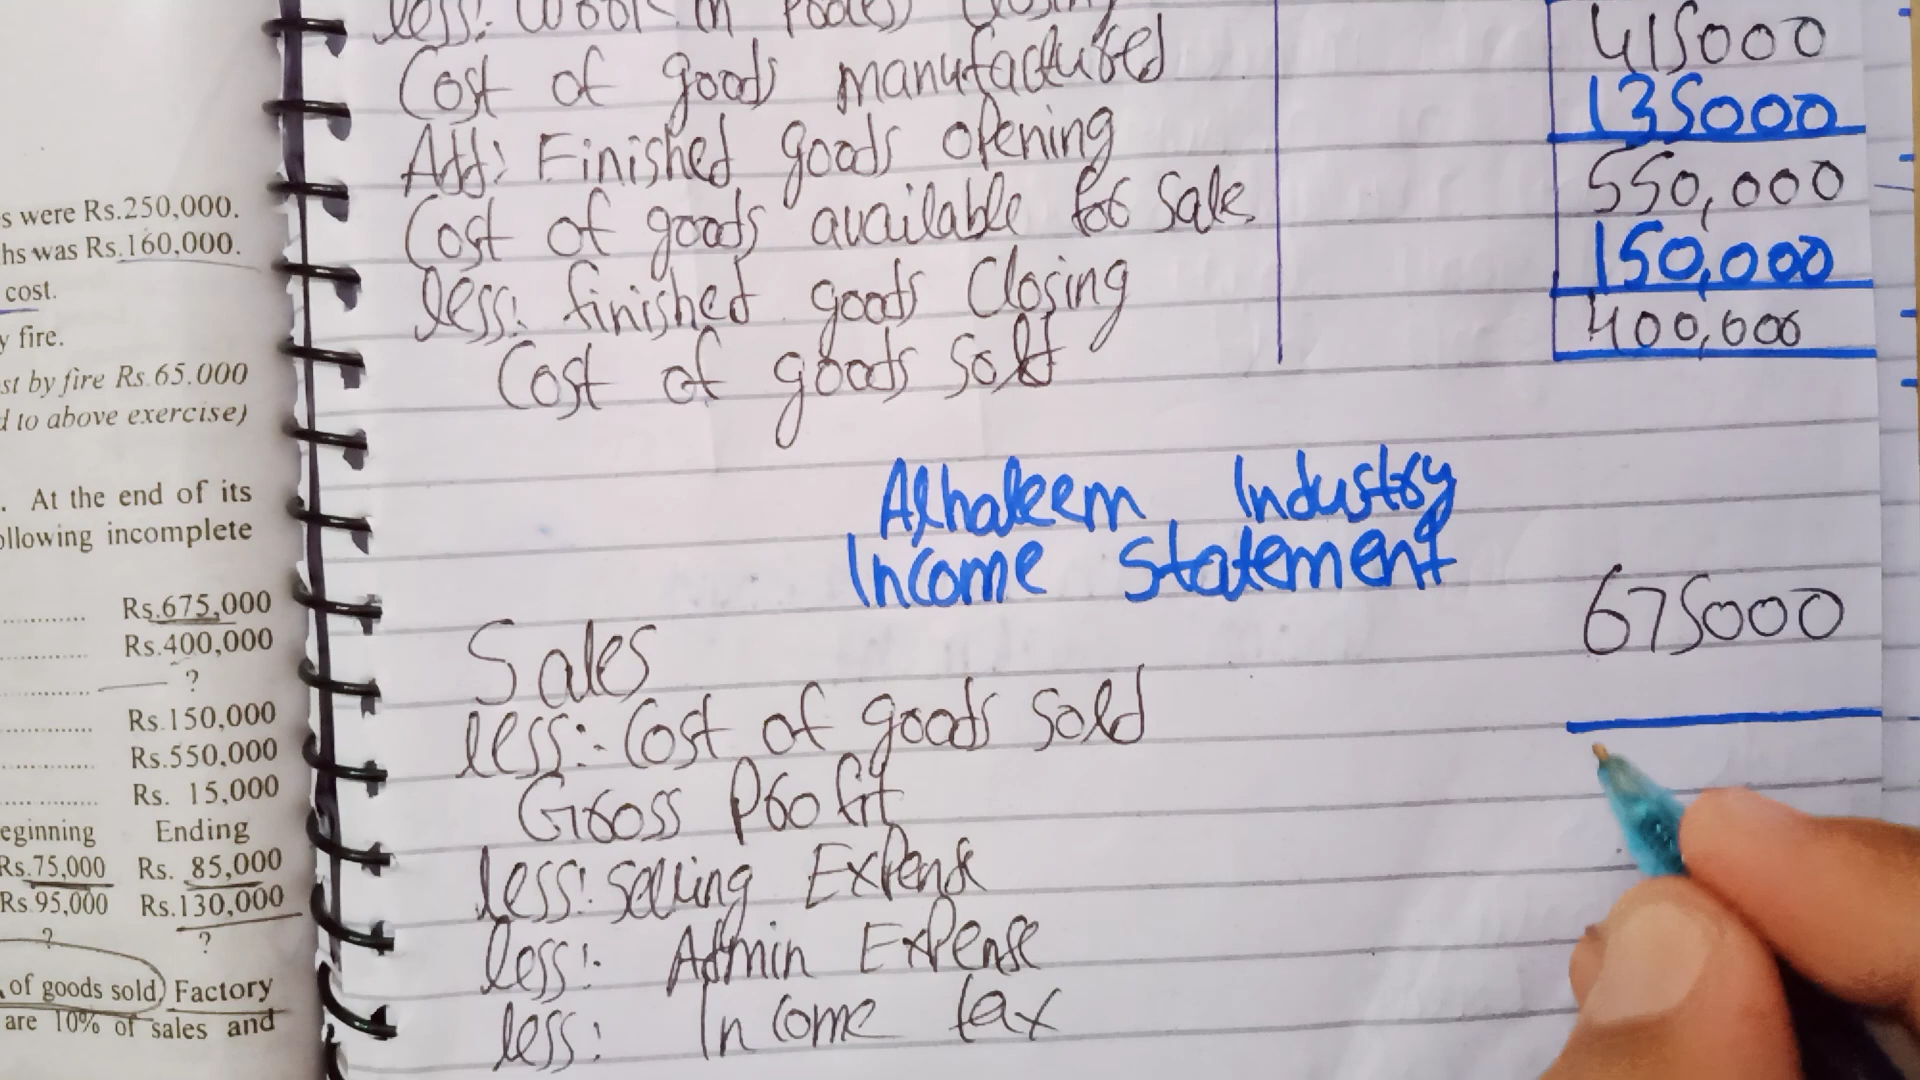 s were Rs.250,000.
hs was Rs.160,000.
cost.
y fire.
st by fire Rs.65.000
d to above exercise)
. At the end of its
ollowing incomplete
Rs.675,000
Rs.400,000
?
Rs.150,000
Rs.550,000
Rs. 15,000
eginning Ending
Rs.75,000 Rs. 85,000
Rs.95,000 Rs.130,000
? ?
of goods sold) Factory
are 10% of sales and
less: Work in
Cost of goods manufactured 415000
Add: Finished goods opening 135000
Cost of goods available for sale 550,000
less: finished goods Closing 150,000
Cost of goods sold 400,000
Alhaleem Industry
Income Statement
Sales 675000
less: Cost of goods sold
Gross Profit
less: selling Expense
less: Admin Expense
less: Income tax